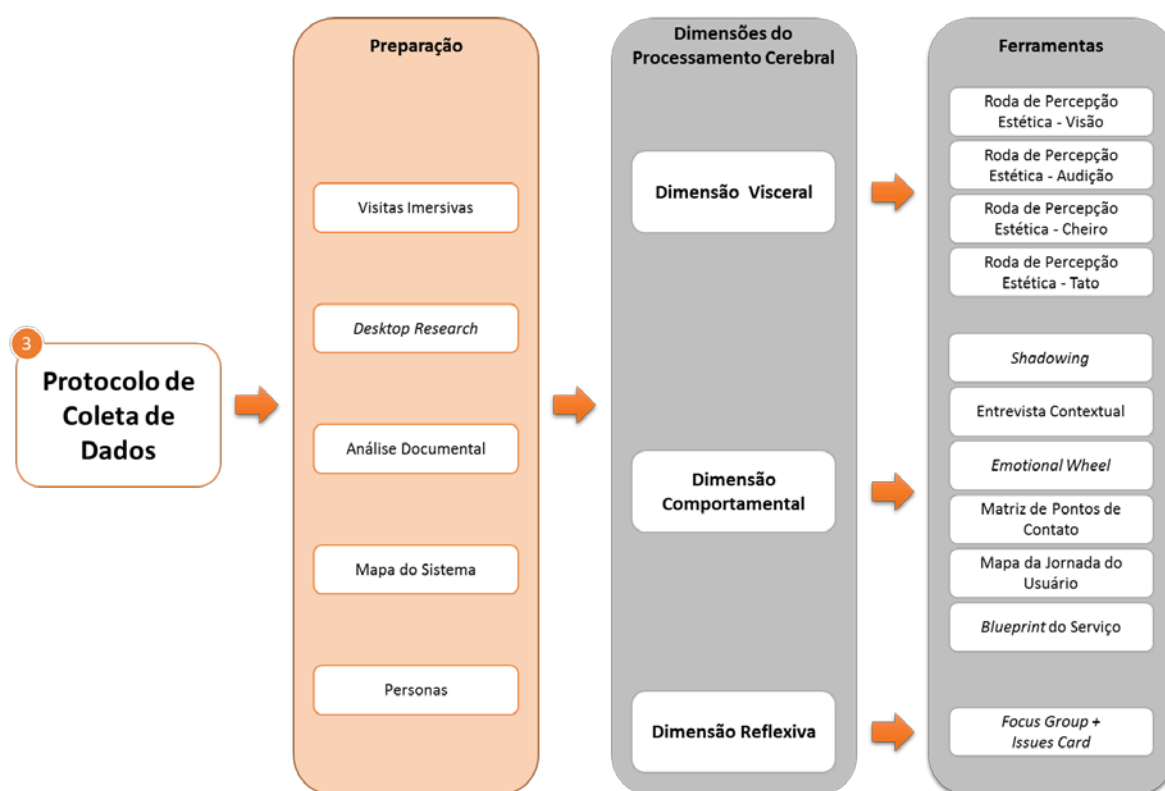 3
Protocolo de
Coleta de
Dados
Preparação
Visitas Imersivas
Desktop Research
Análise Documental
Mapa do Sistema
Personas
Dimensões do
Processamento Cerebral
Dimensão Visceral
Dimensão
Comportamental
Dimensão Reflexiva
Ferramentas
Roda de Percepção
Estética - Visão
Roda de Percepção
Estética - Audição
Roda de Percepção
Estética - Cheiro
Roda de Percepção
Estética - Tato
Shadowing
Entrevista Contextual
Emotional Wheel
Matriz de Pontos de
Contato
Mapa da Jornada do
Usuário
Blueprint do Serviço
Focus Group +
Issues Card